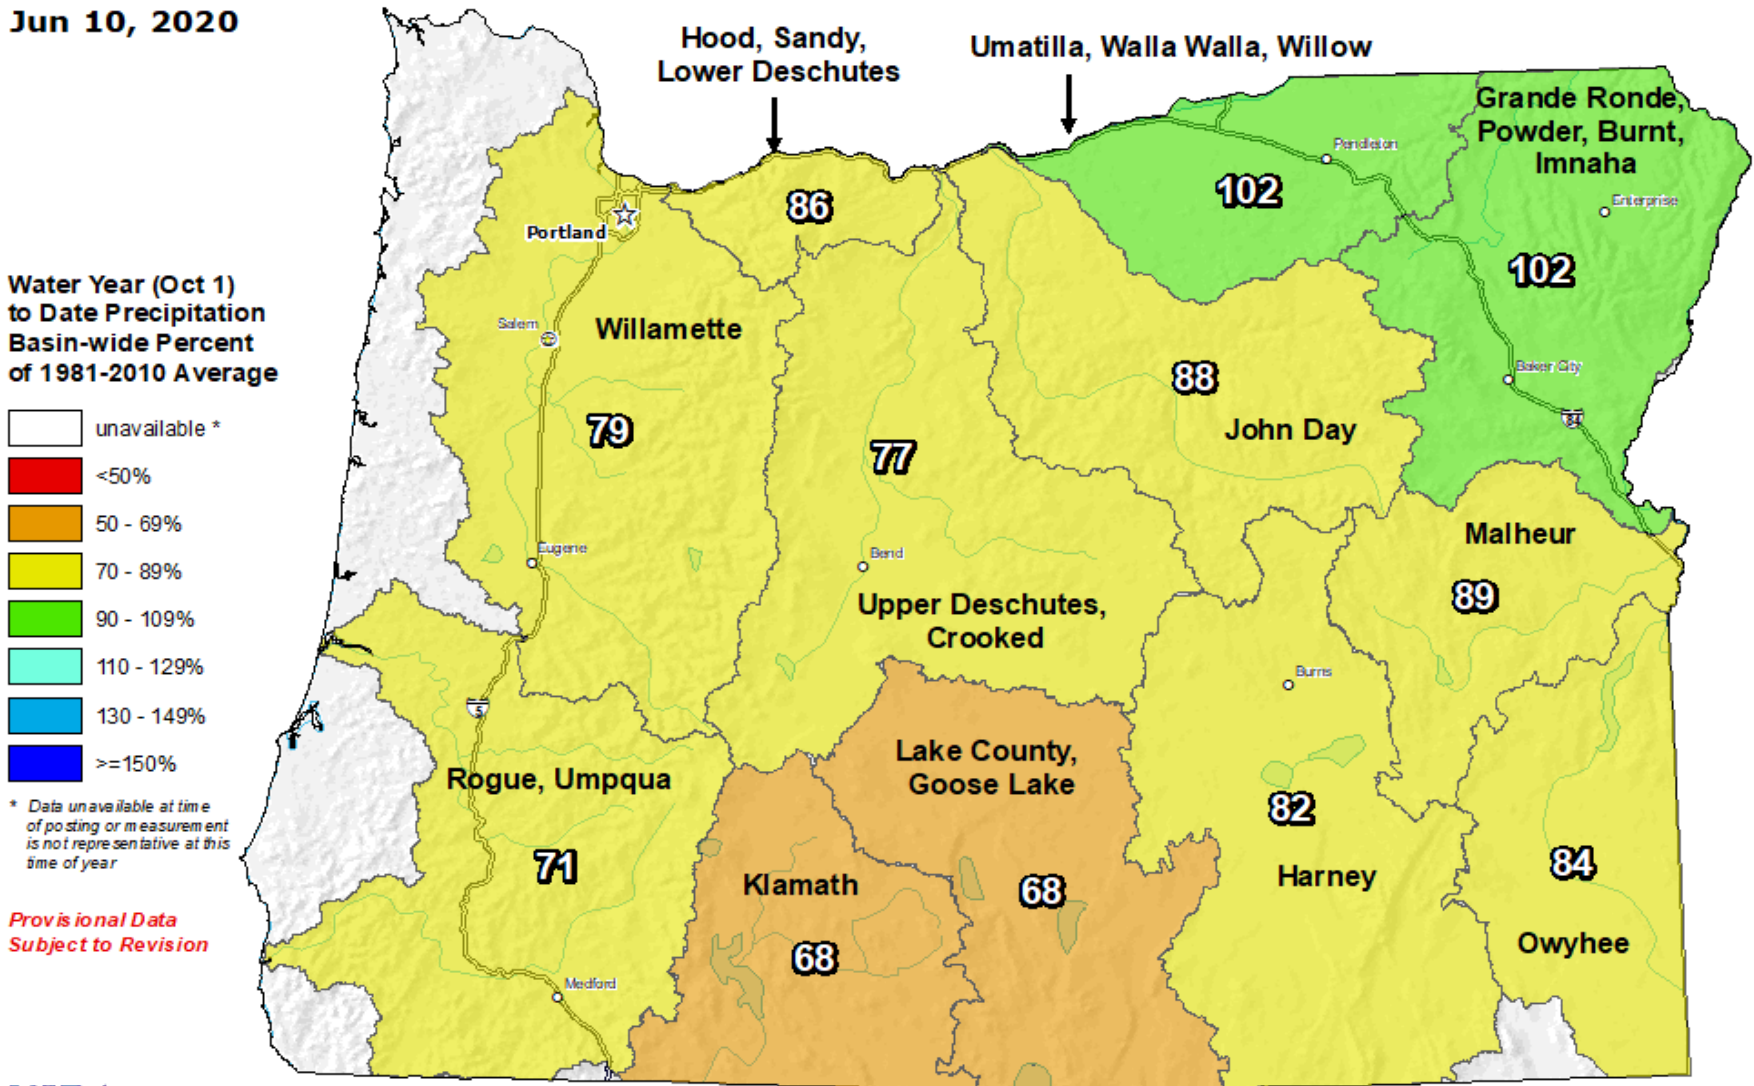 Jun 10, 2020
Hood, Sandy,
Lower Deschutes
Umatilla, Walla Walla, Willow
Grande Ronde,
Powder, Burnt,
Imnaha
Pendleton
102
Enterprise
86
Portland
102
Water Year (Oct 1)
to Date Precipitation
Basin-wide Percent
of 1981-2010 Average
Salem
Willamette
88
Baker City
84
John Day
79
77
unavailable *
<50%
50 - 69%
70 - 89%
90 - 109%
110 - 129%
130 - 149%
>=150%
* Data unavailable at time
of posting or measurement
is not representative at this
time of year
Provisional Data
Subject to Revision
Eugene
Bend
Malheur
89
Upper Deschutes,
Crooked
Burns
5
Rogue, Umpqua
71
Lake County,
Goose Lake
82
Harney
84
Klamath
68
68
Owyhee
Medford